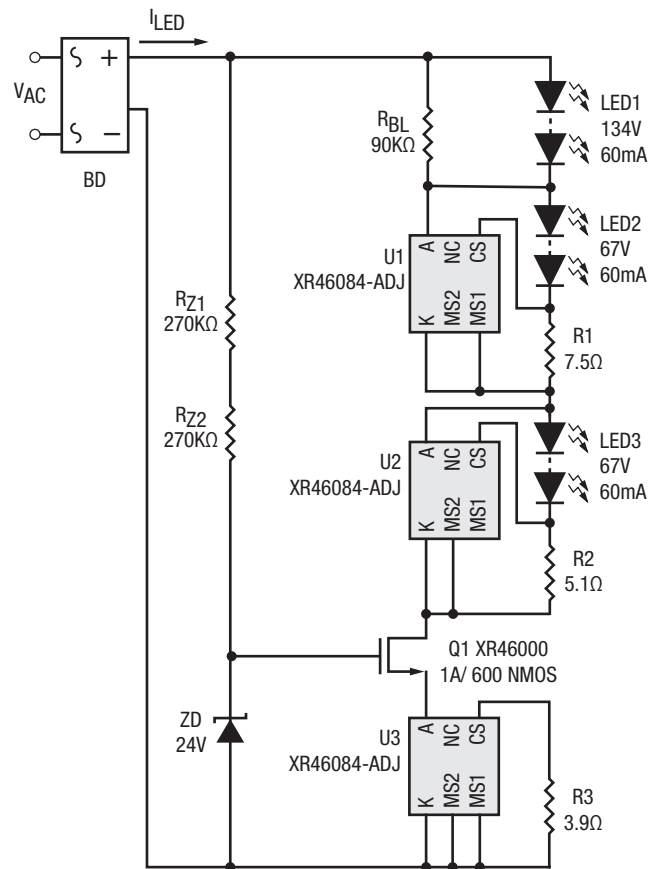 I_LED
V_AC
+
−
BD
R_BL
90KΩ
LED1
134V
60mA
LED2
67V
60mA
U1
XR46084-ADJ
A
NC
CS
K
MS2
MS1
R1
7.5Ω
R_Z1
270KΩ
R_Z2
270KΩ
U2
XR46084-ADJ
A
NC
CS
K
MS2
MS1
LED3
67V
60mA
R2
5.1Ω
Q1 XR46000
1A/ 600 NMOS
ZD
24V
U3
XR46084-ADJ
A
NC
CS
K
MS2
MS1
R3
3.9Ω